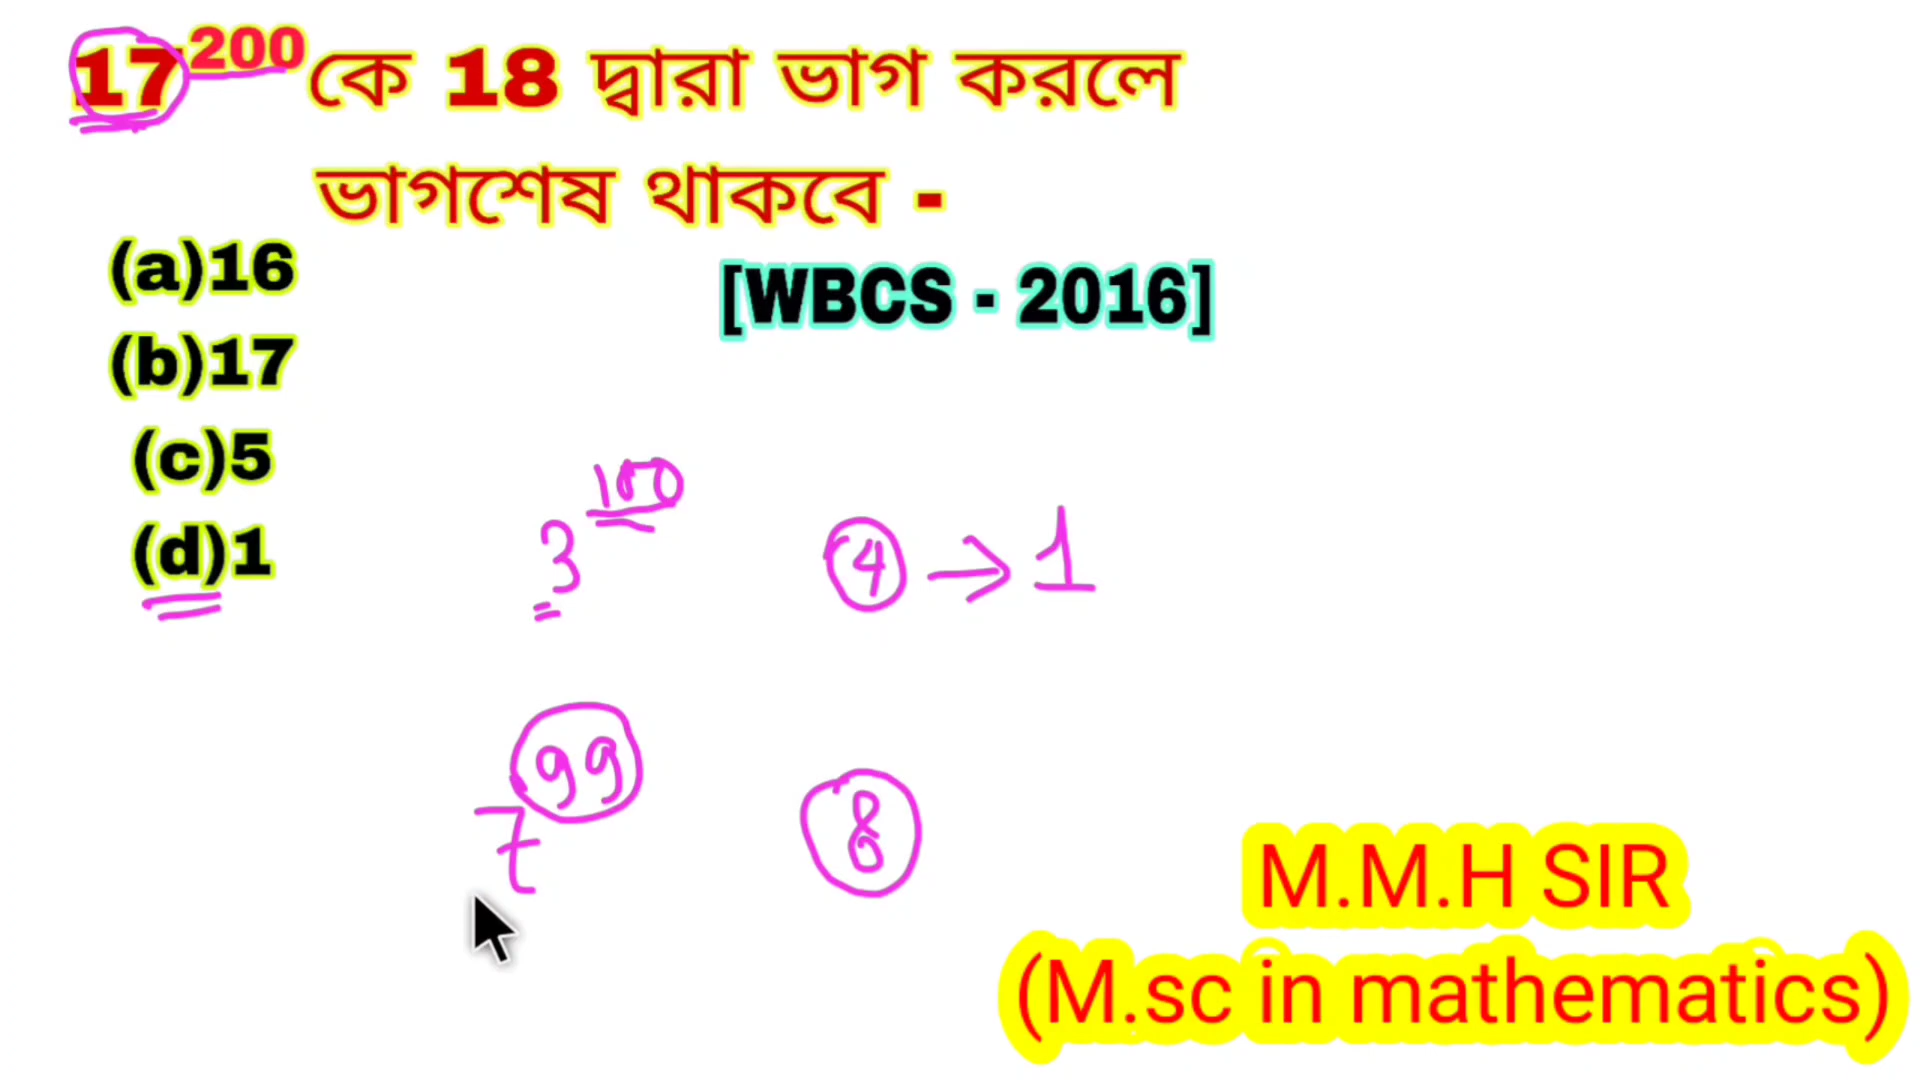 17²⁰⁰ কে 18 দ্বারা ভাগ করলে
ভাগশেষ থাকবে -
(a)16
[WBCS - 2016]
(b)17
(c)5
(d)1
3¹⁰⁰ 4 → 1
7⁹⁹ 8
M.M.H SIR
(M.sc in mathematics)